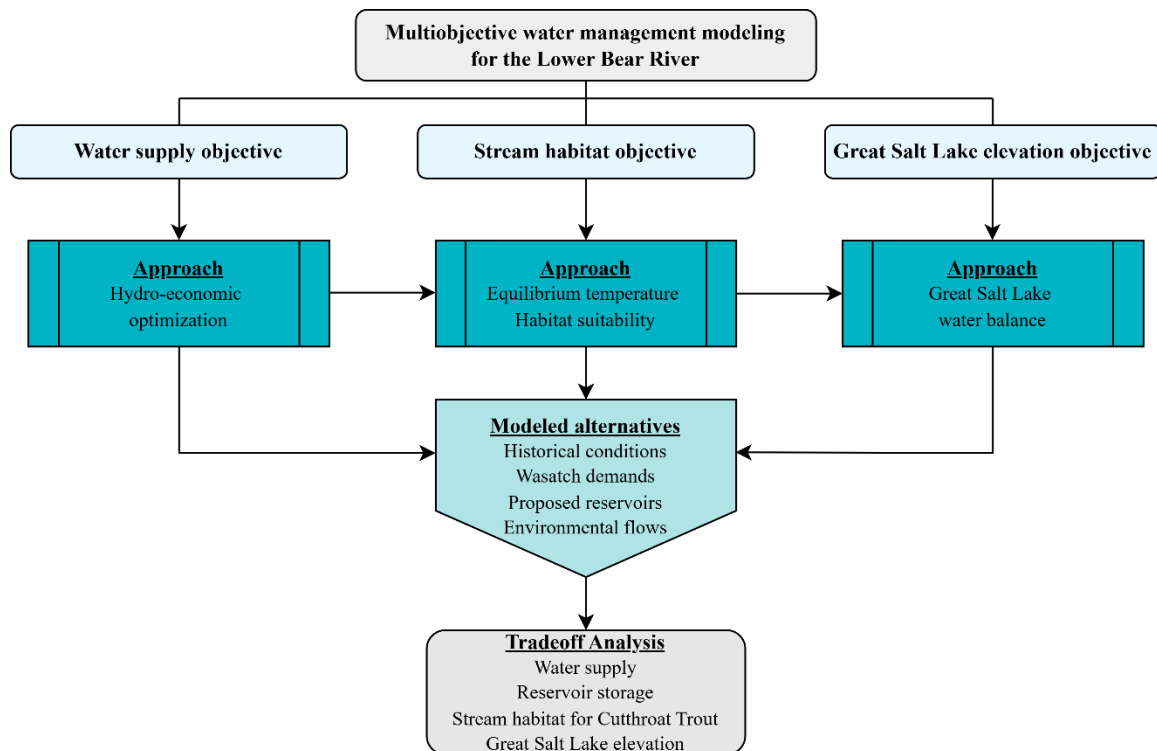 Multiobjective water management modeling
for the Lower Bear River
Water supply objective
Stream habitat objective
Great Salt Lake elevation objective
Approach
Hydro-economic
optimization
Approach
Equilibrium temperature
Habitat suitability
Approach
Great Salt Lake
water balance
Modeled alternatives
Historical conditions
Wasatch demands
Proposed reservoirs
Environmental flows
Tradeoff Analysis
Water supply
Reservoir storage
Stream habitat for Cutthroat Trout
Great Salt Lake elevation